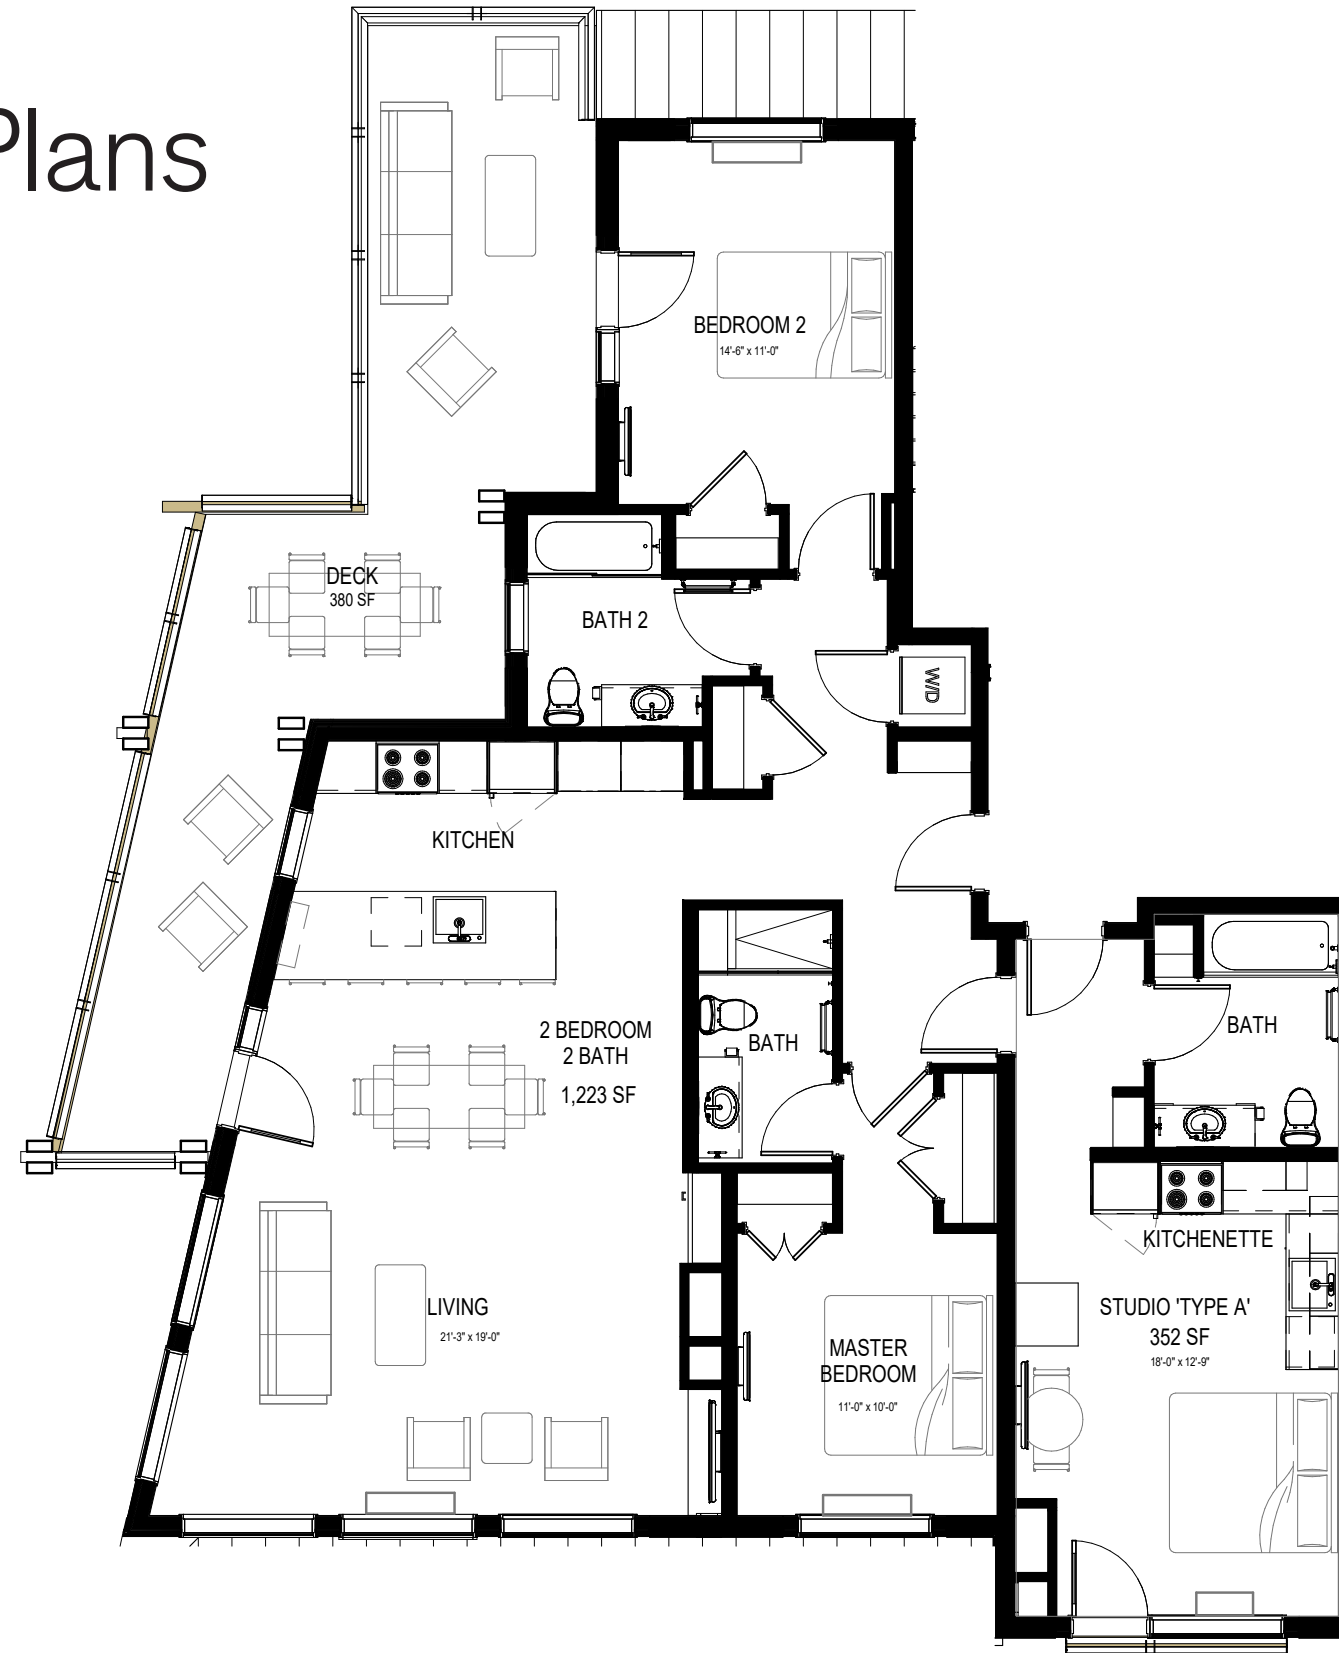 Plans
BEDROOM 2
14'-6" x 11'-0"
DECK
380 SF
BATH 2
W/D
KITCHEN
2 BEDROOM
2 BATH
1,223 SF
BATH
BATH
KITCHENETTE
LIVING
21'-3" x 19'-0"
STUDIO 'TYPE A'
352 SF
18'-0" x 12'-9"
MASTER
BEDROOM
11'-0" x 10'-0"